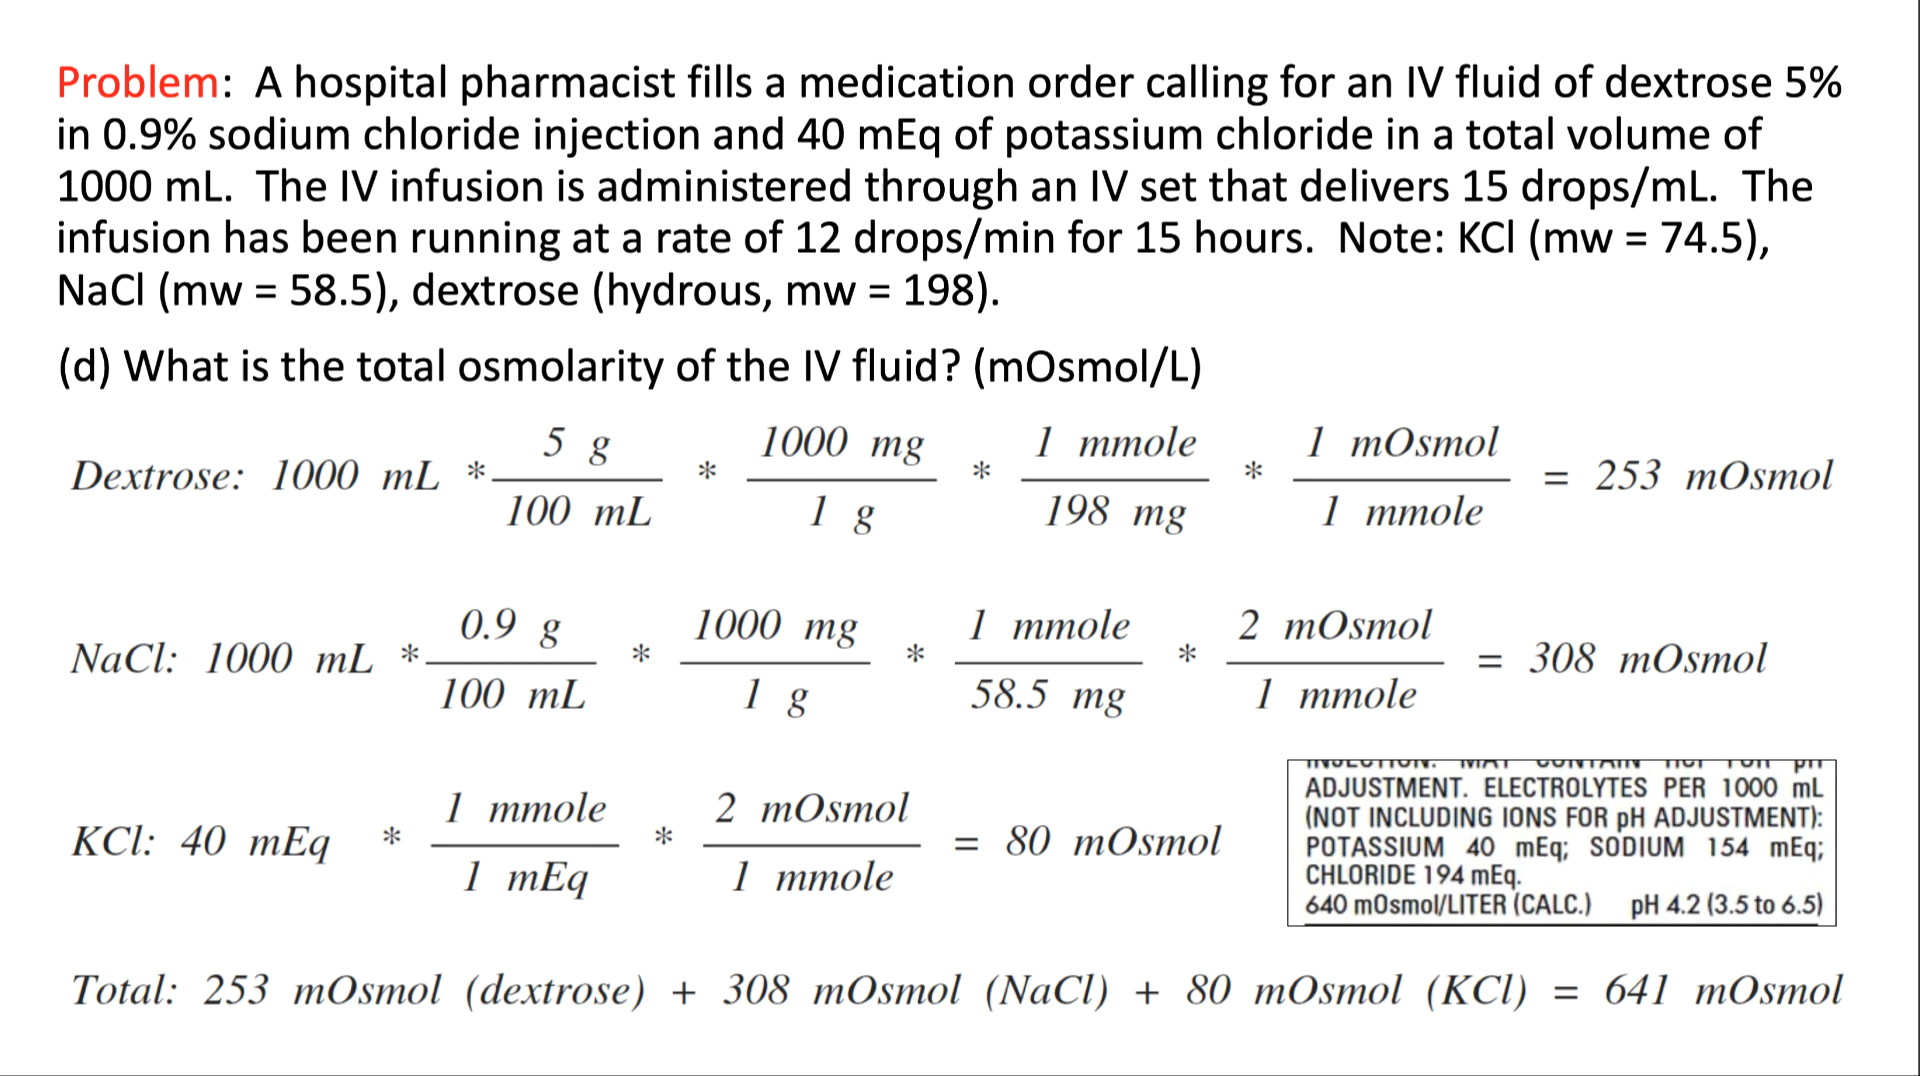 Problem: A hospital pharmacist fills a medication order calling for an IV fluid of dextrose 5%
in 0.9% sodium chloride injection and 40 mEq of potassium chloride in a total volume of
1000 mL. The IV infusion is administered through an IV set that delivers 15 drops/mL. The
infusion has been running at a rate of 12 drops/min for 15 hours. Note: KCl (mw = 74.5),
NaCl (mw = 58.5), dextrose (hydrous, mw = 198).
(d) What is the total osmolarity of the IV fluid? (mOsmol/L)
Dextrose: 1000 mL * 5 g / 100 mL * 1000 mg / 1 g * 1 mmole / 198 mg * 1 mOsmol / 1 mmole = 253 mOsmol
NaCl: 1000 mL * 0.9 g / 100 mL * 1000 mg / 1 g * 1 mmole / 58.5 mg * 2 mOsmol / 1 mmole = 308 mOsmol
KCl: 40 mEq * 1 mmole / 1 mEq * 2 mOsmol / 1 mmole = 80 mOsmol
ADJUSTMENT. ELECTROLYTES PER 1000 mL
(NOT INCLUDING IONS FOR pH ADJUSTMENT):
POTASSIUM 40 mEq; SODIUM 154 mEq;
CHLORIDE 194 mEq.
640 mOsmol/LITER (CALC.) pH 4.2 (3.5 to 6.5)
Total: 253 mOsmol (dextrose) + 308 mOsmol (NaCl) + 80 mOsmol (KCl) = 641 mOsmol